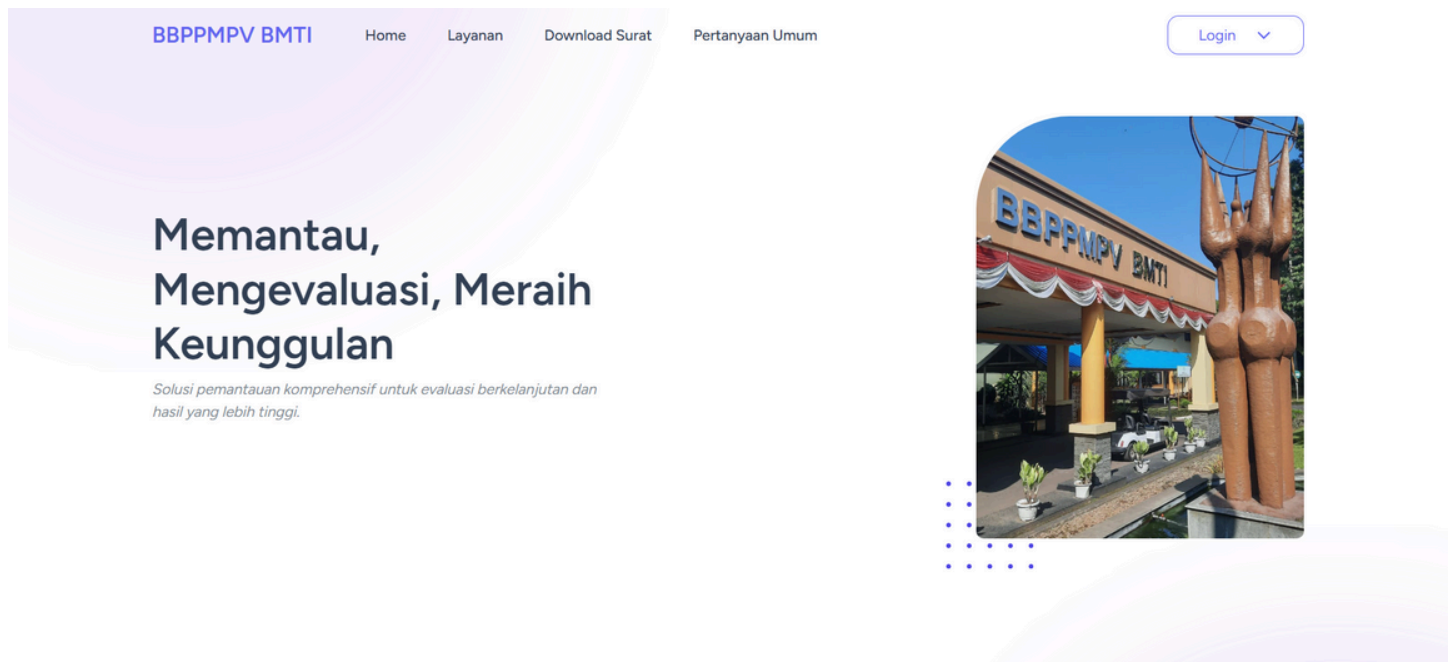 BBPPMPV BMTI
Home
Layanan
Download Surat
Pertanyaan Umum
Login
Memantau,
Mengevaluasi, Meraih
Keunggulan
Solusi pemantauan komprehensif untuk evaluasi berkelanjutan dan
hasil yang lebih tinggi.
BBPPMPV BMTI